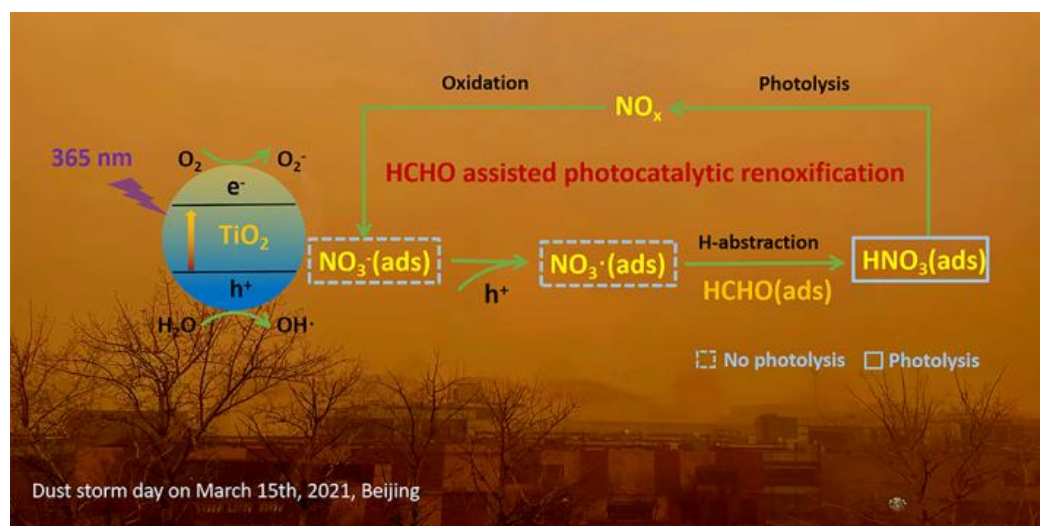 Oxidation
Photolysis
NOₓ
365 nm
O₂
O₂⁻
HCHO assisted photocatalytic renoxification
e⁻
TiO₂
NO₃⁻(ads)
h⁺
NO₃·(ads)
H-abstraction
HCHO(ads)
HNO₃(ads)
h⁺
H₂O
OH·
No photolysis
Photolysis
Dust storm day on March 15th, 2021, Beijing